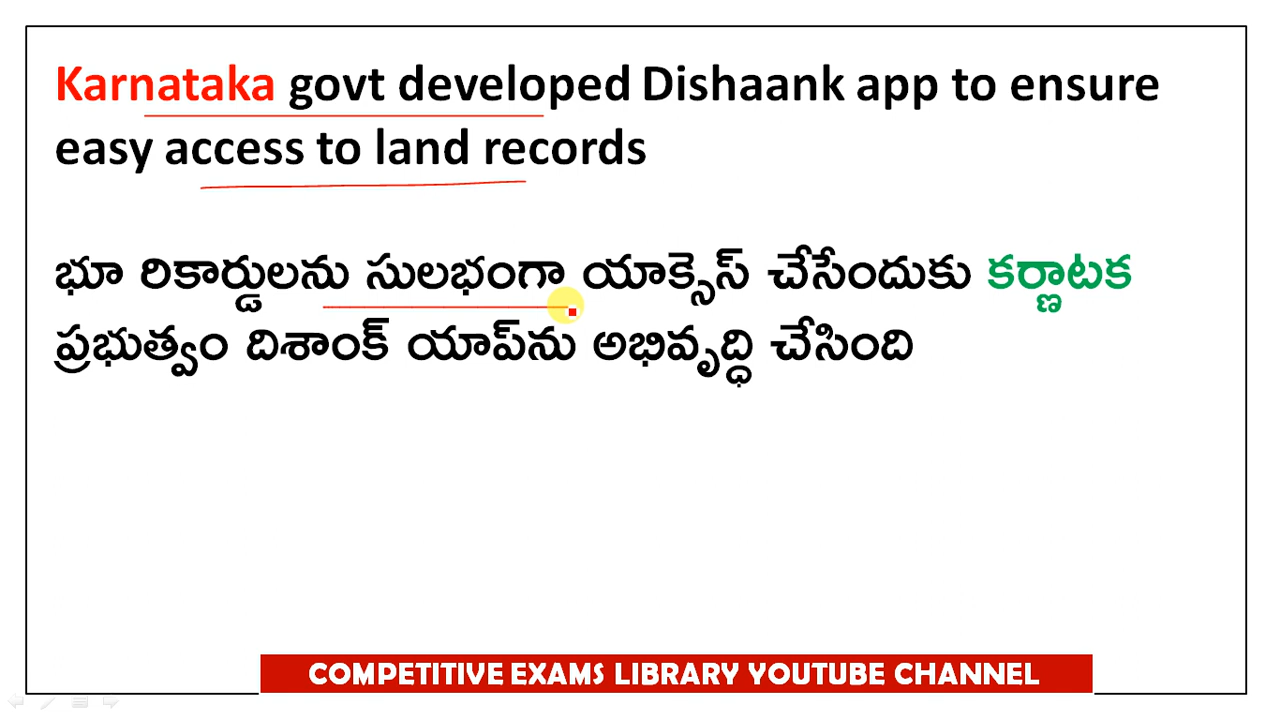 Karnataka govt developed Dishaank app to ensure
easy access to land records
భూ రికార్డులను సులభంగా యాక్సెస్ చేసేందుకు కర్ణాటక
ప్రభుత్వం దిశాంక్ యాప్‌ను అభివృద్ధి చేసింది
COMPETITIVE EXAMS LIBRARY YOUTUBE CHANNEL